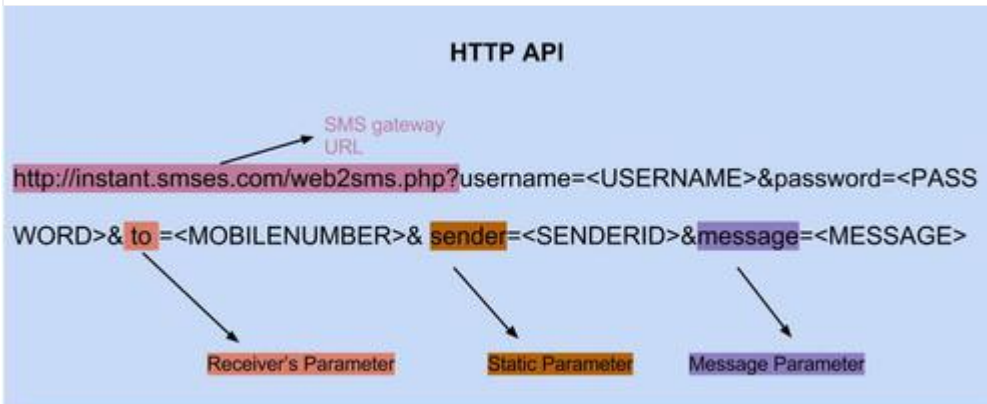 HTTP API
SMS gateway
URL
http://instant.smses.com/web2sms.php?username=<USERNAME>&password=<PASS
WORD>& to =<MOBILENUMBER>& sender=<SENDERID>&message=<MESSAGE>
Receiver's Parameter
Static Parameter
Message Parameter